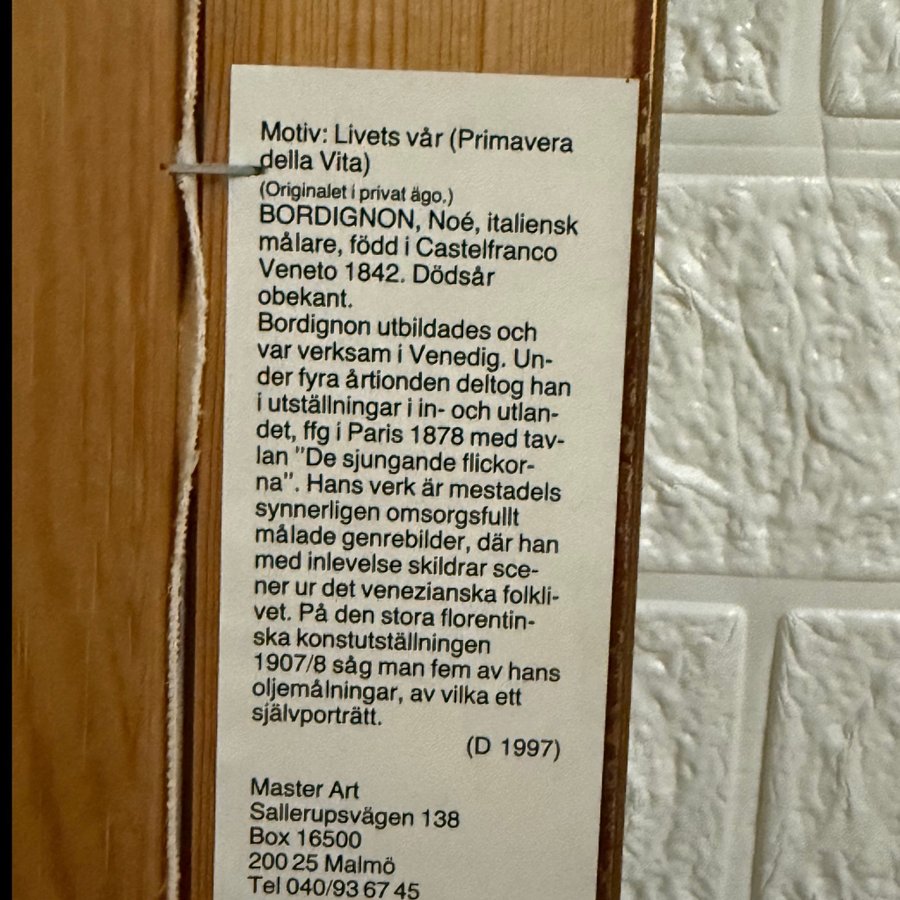 Motiv: Livets vår (Primavera
della Vita)
(Originalet i privat ägo.)
BORDIGNON, Noé, italiensk
målare, född i Castelfranco
Veneto 1842. Dödsår
obekant.
Bordignon utbildades och
var verksam i Venedig. Un-
der fyra årtionden deltog han
i utställningar i in- och utlan-
det, ffg i Paris 1878 med tav-
lan "De sjungande flickor-
na". Hans verk är mestadels
synnerligen omsorgsfullt
målade genrebilder, där han
med inlevelse skildrar sce-
ner ur det venezianska folkli-
vet. På den stora florentin-
ska konstutställningen
1907/8 såg man fem av hans
oljemålningar, av vilka ett
självporträtt.
(D 1997)
Master Art
Sallerupsvägen 138
Box 16500
200 25 Malmö
Tel 040/93 67 45